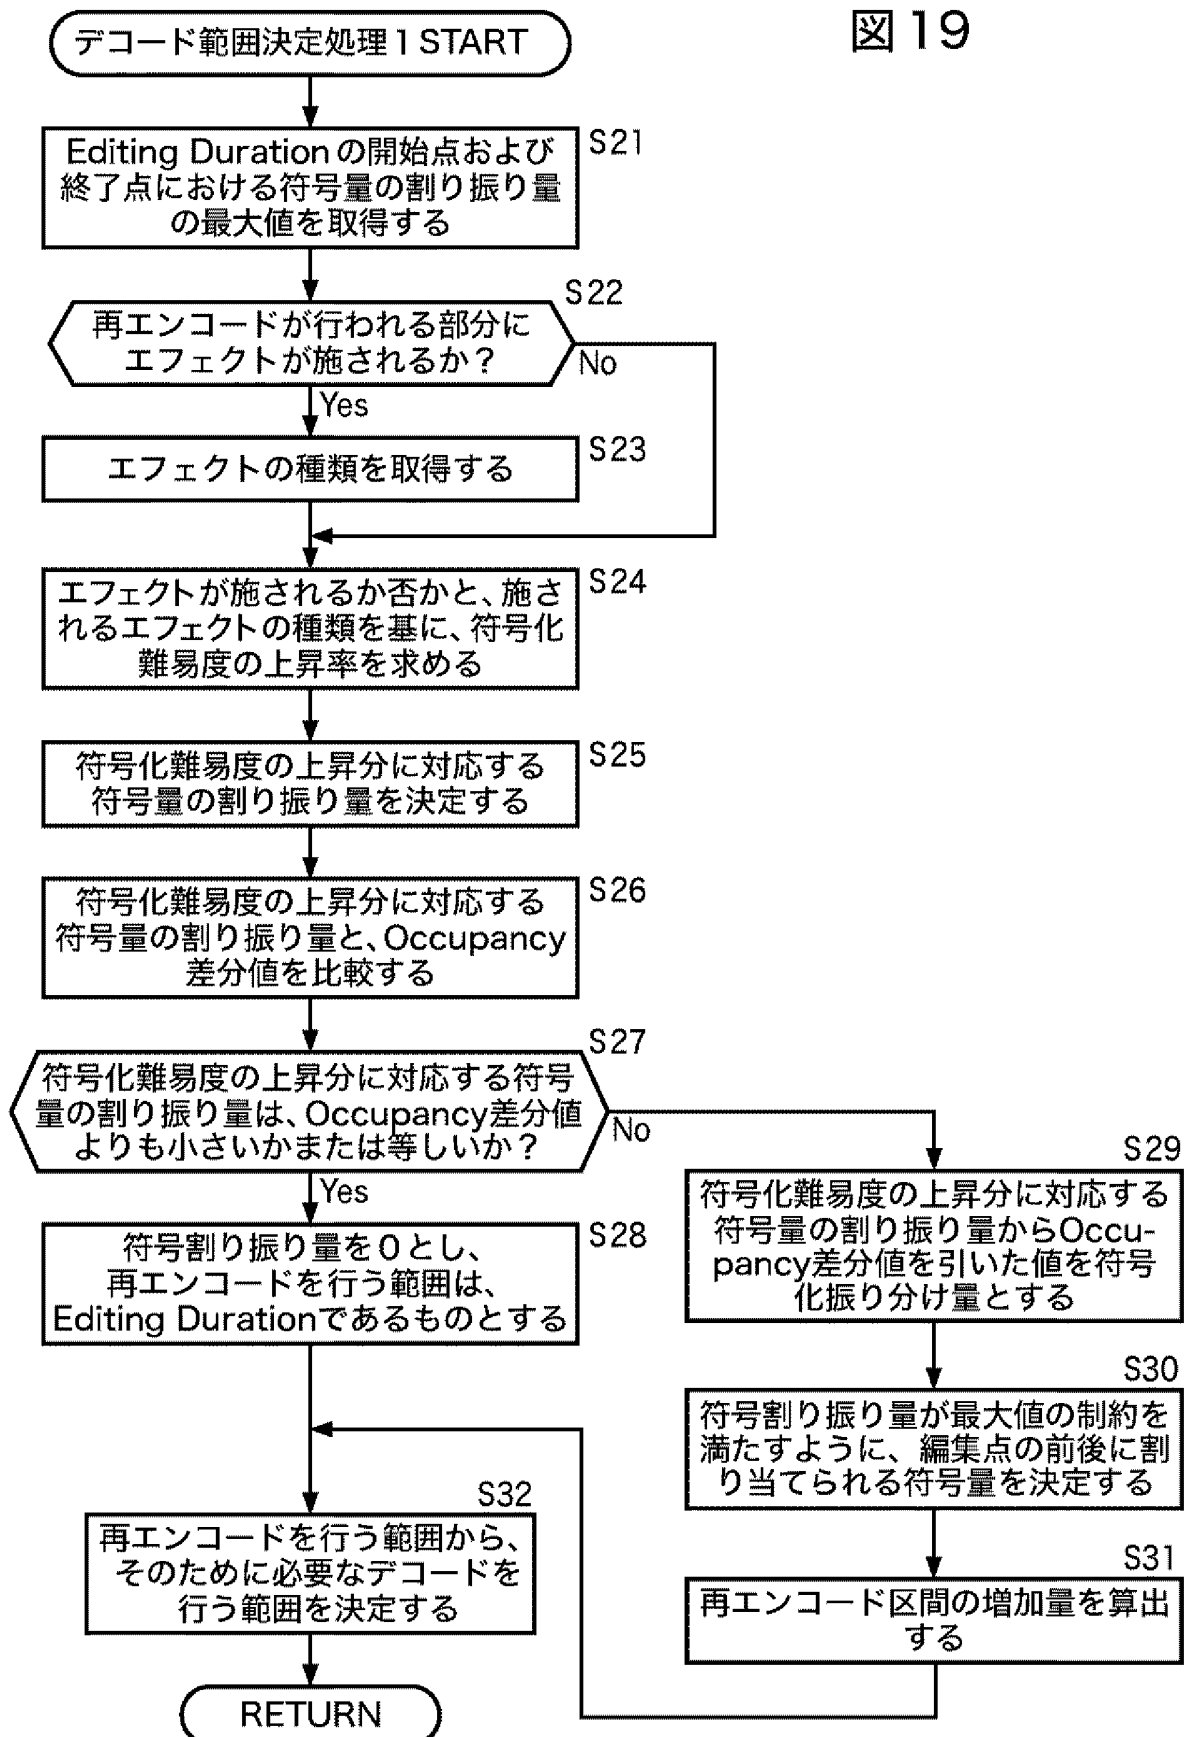 図19
デコード範囲決定処理1 START
S21
Editing Durationの開始点および
終了点における符号量の割り振り量
の最大値を取得する
S22
再エンコードが行われる部分に
エフェクトが施されるか？
No
Yes
S23
エフェクトの種類を取得する
S24
エフェクトが施されるか否かと、施さ
れるエフェクトの種類を基に、符号化
難易度の上昇率を求める
S25
符号化難易度の上昇分に対応する
符号量の割り振り量を決定する
S26
符号化難易度の上昇分に対応する
符号量の割り振り量と、Occupancy
差分値を比較する
S27
符号化難易度の上昇分に対応する符号
量の割り振り量は、Occupancy差分値
よりも小さいかまたは等しいか？
No
Yes
S28
符号割り振り量を0とし、
再エンコードを行う範囲は、
Editing Durationであるものとする
S29
符号化難易度の上昇分に対応する
符号量の割り振り量からOccu-
pancy差分値を引いた値を符号
化振り分け量とする
S30
符号割り振り量が最大値の制約を
満たすように、編集点の前後に割
り当てられる符号量を決定する
S31
再エンコード区間の増加量を算出
する
S32
再エンコードを行う範囲から、
そのために必要なデコードを
行う範囲を決定する
RETURN